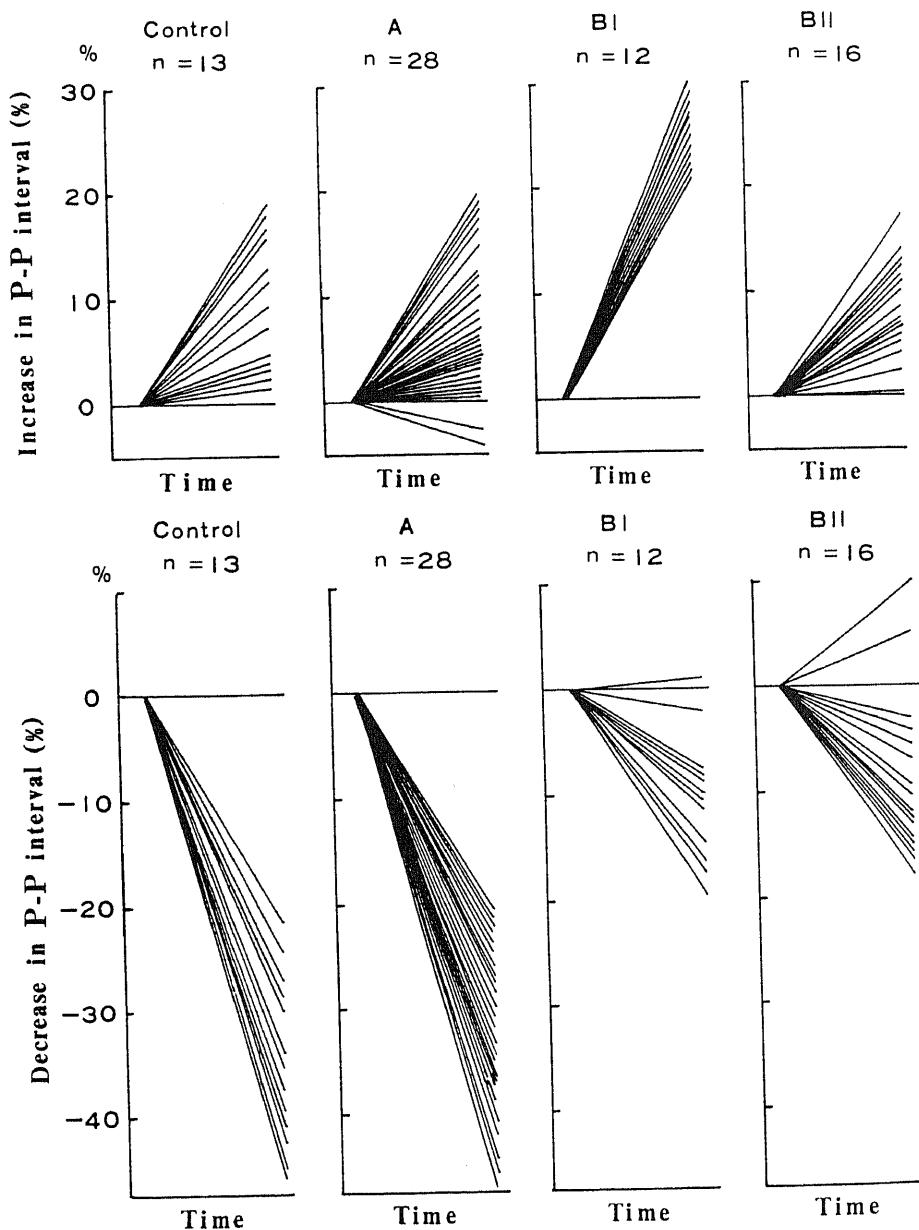 Control A BI BII
% n = 13 n = 28 n = 12 n = 16
Increase in P-P interval (%)
30
20
10
0
Time Time Time Time
Control A BI BII
% n = 13 n = 28 n = 12 n = 16
Decrease in P-P interval (%)
0
-10
-20
-30
-40
Time Time Time Time